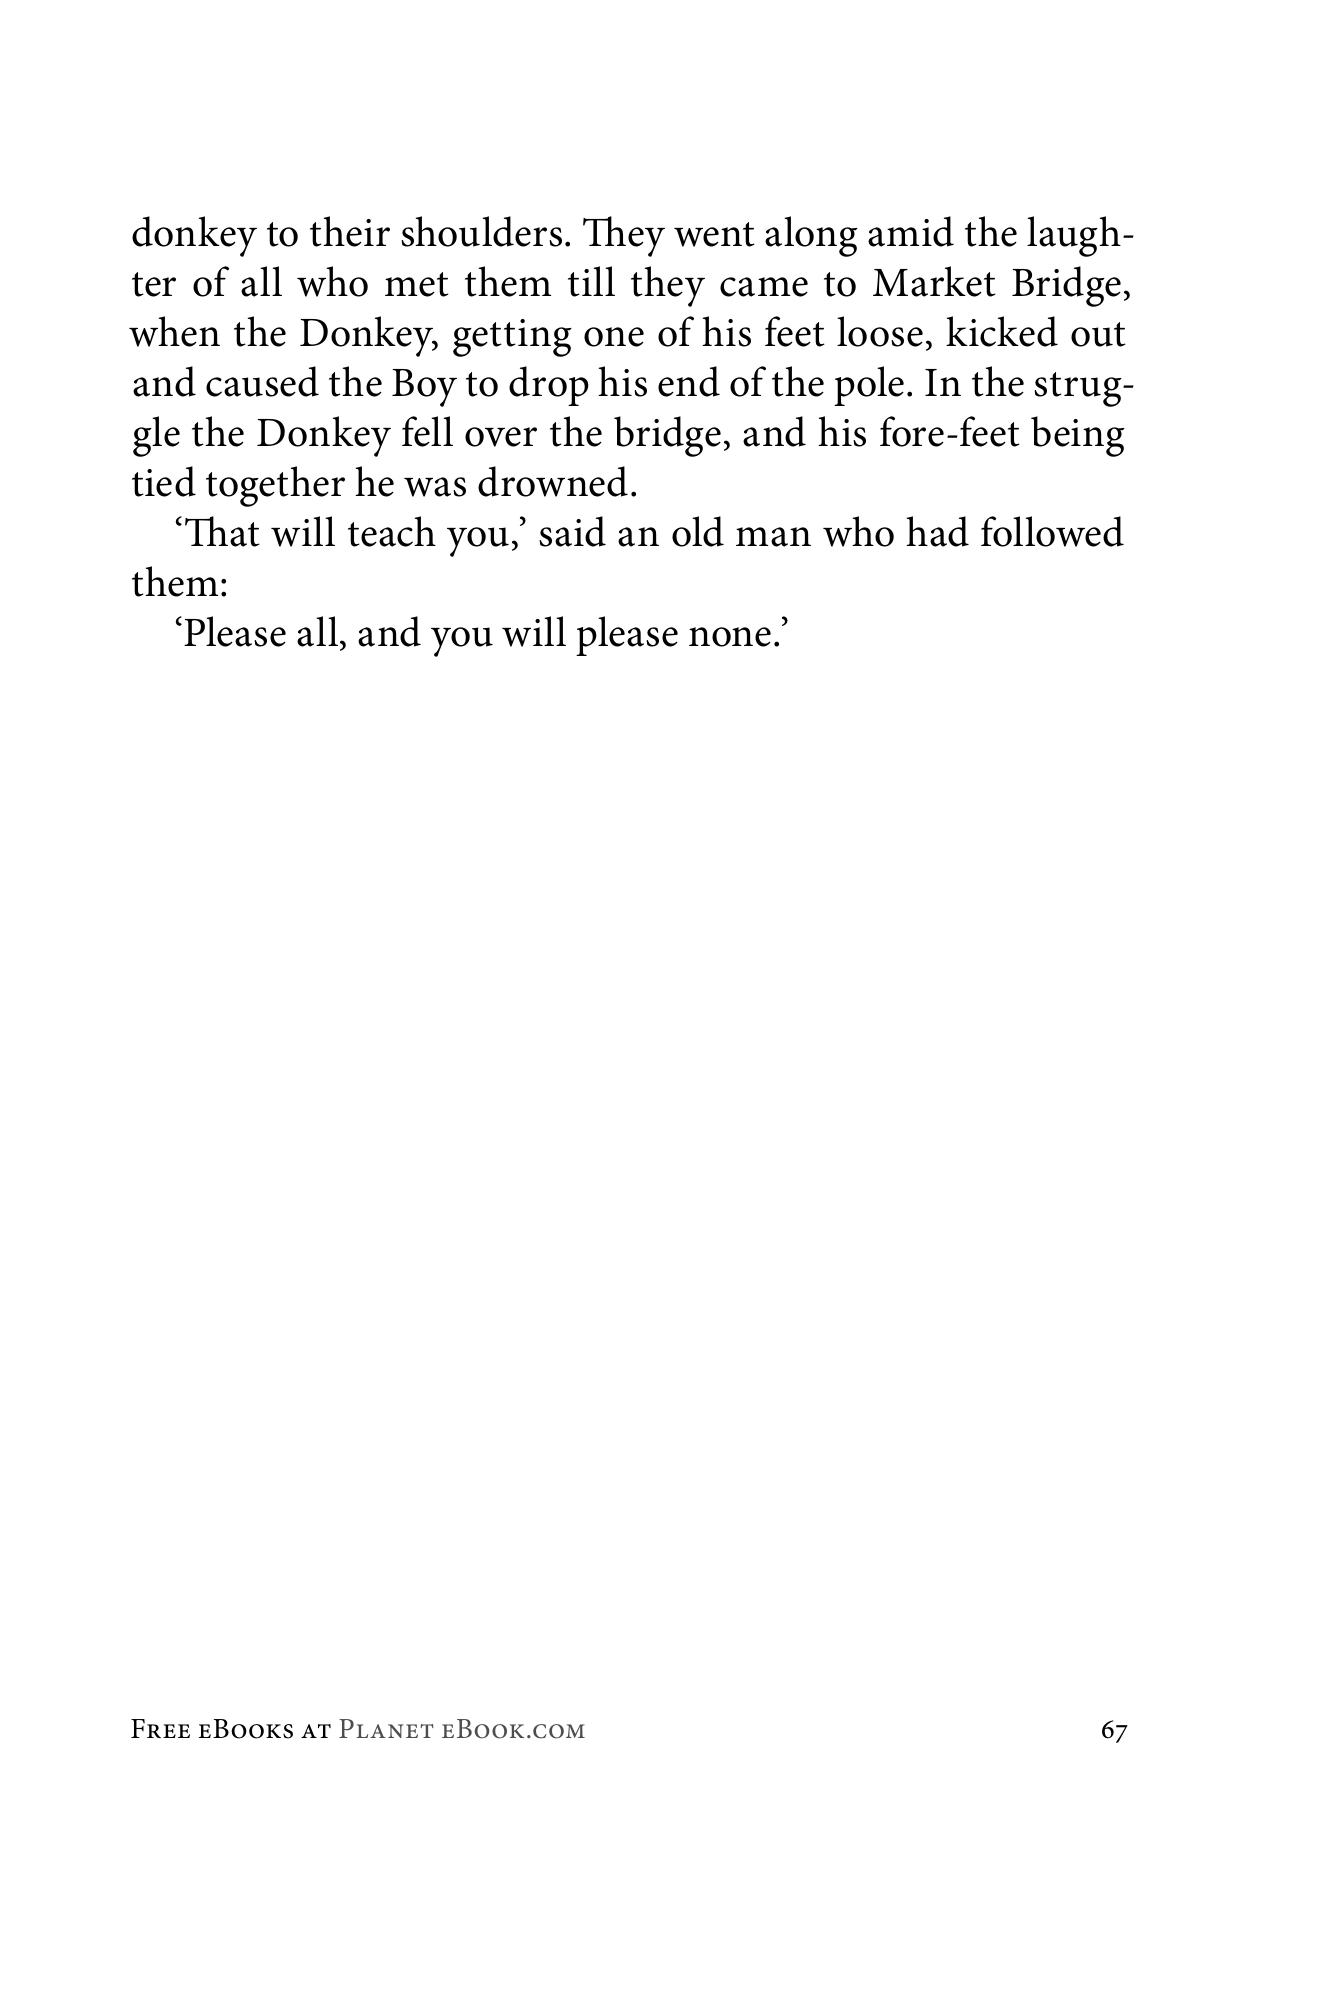 donkey to their shoulders. They went along amid the laugh-
ter of all who met them till they came to Market Bridge,
when the Donkey, getting one of his feet loose, kicked out
and caused the Boy to drop his end of the pole. In the strug-
gle the Donkey fell over the bridge, and his fore-feet being
tied together he was drowned.
‘That will teach you,’ said an old man who had followed
them:
‘Please all, and you will please none.’
Free eBooks at Planet eBook.com 67